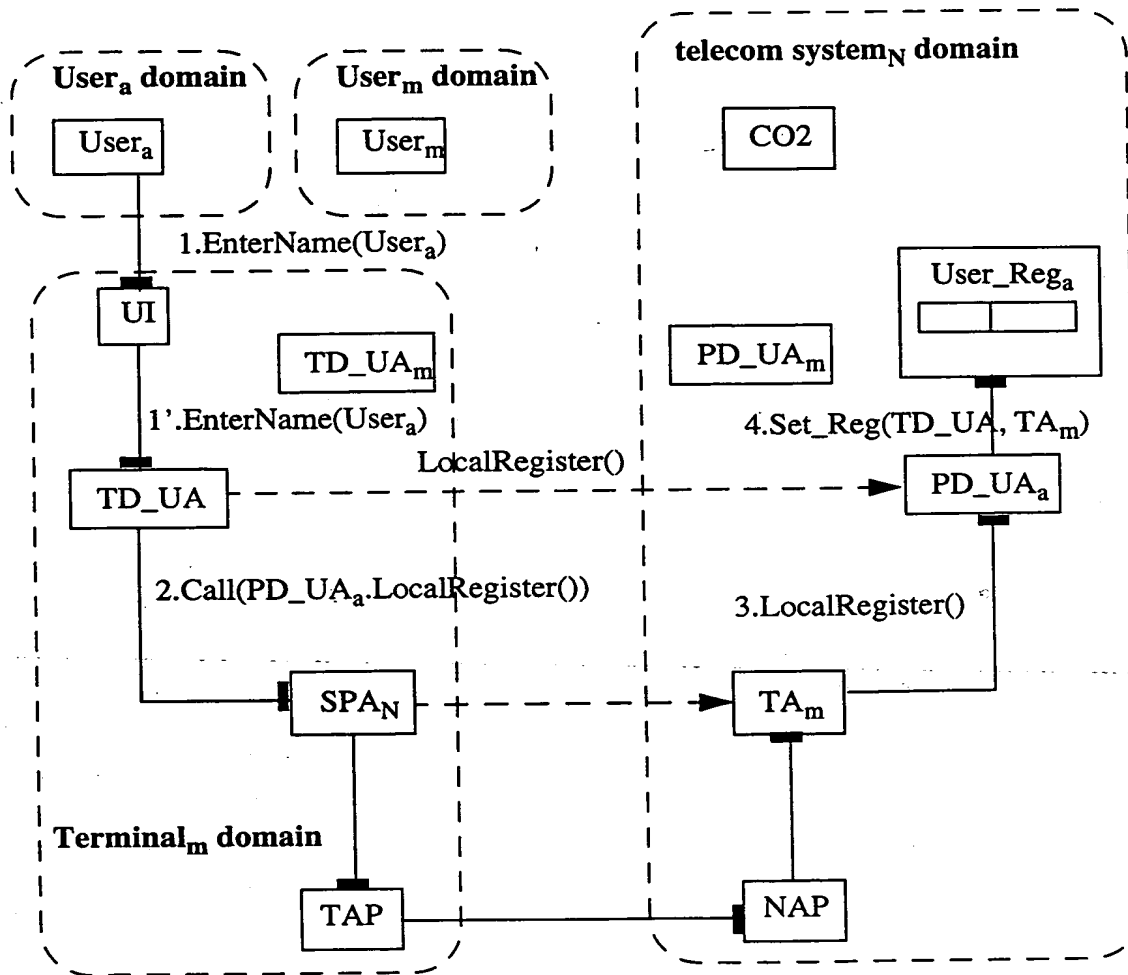 telecom systemN domain
Usera domain
Userm domain
Usera
Userm
CO2
1.EnterName(Usera)
User_Rega
UI
TD_UAm
PD_UAm
1'.EnterName(Usera)
4.Set_Reg(TD_UA, TAm)
LocalRegister()
TD_UA
PD_UAa
2.Call(PD_UAa.LocalRegister())
3.LocalRegister()
SPAN
TAm
Terminalm domain
TAP
NAP